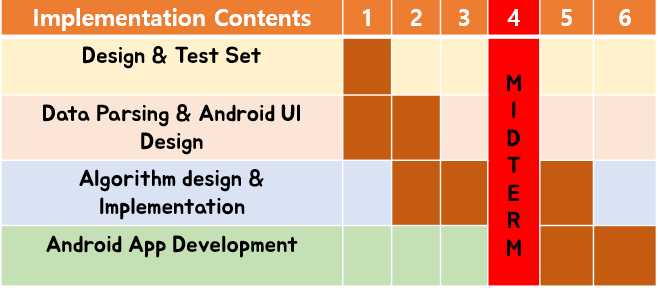 Implementation Contents 1 2 3 4 5 6
Design & Test Set
Data Parsing & Android UI
Design
Algorithm design &
Implementation
Android App Development
MIDTERM